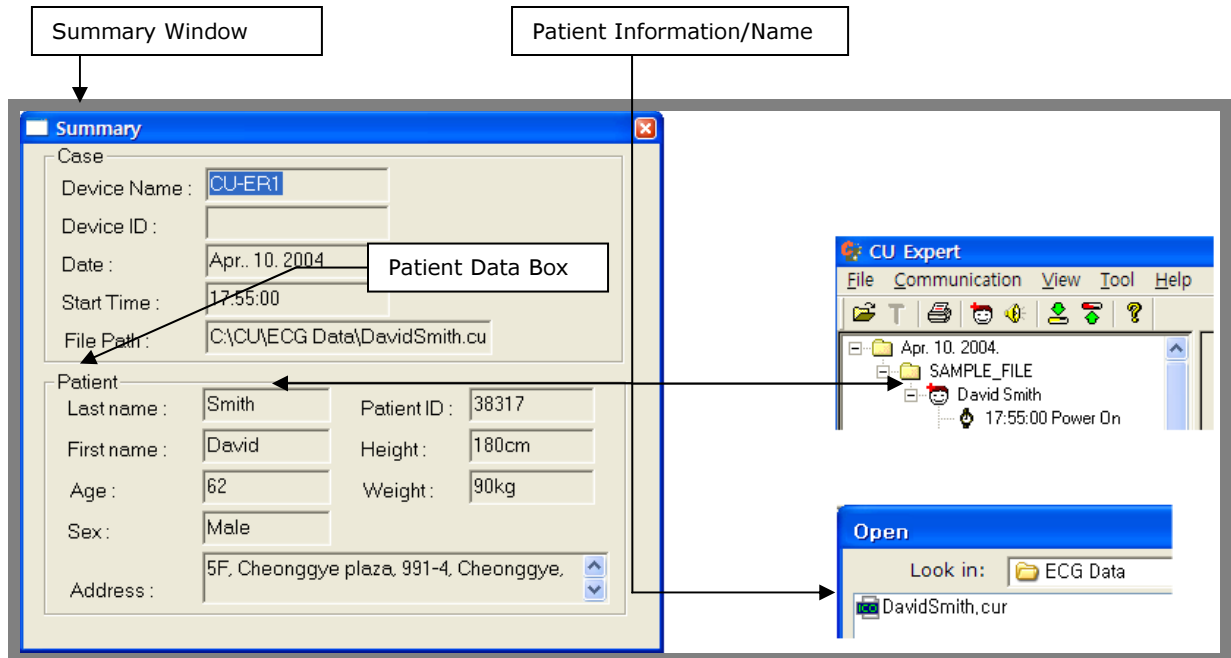 Summary Window
Patient Information/Name
Summary
Case
Device Name : CU-ER1
Device ID :
Date : Apr.. 10. 2004
Patient Data Box
Start Time : 17:55:00
File Path : C:\CU\ECG Data\DavidSmith.cu
Patient
Last name : Smith Patient ID : 38317
First name : David Height : 180cm
Age : 62 Weight : 90kg
Sex : Male
Address : 5F, Cheonggye plaza, 991-4, Cheonggye,
CU Expert
File Communication View Tool Help
Apr. 10. 2004.
SAMPLE_FILE
David Smith
17:55:00 Power On
Open
Look in: ECG Data
DavidSmith,cur